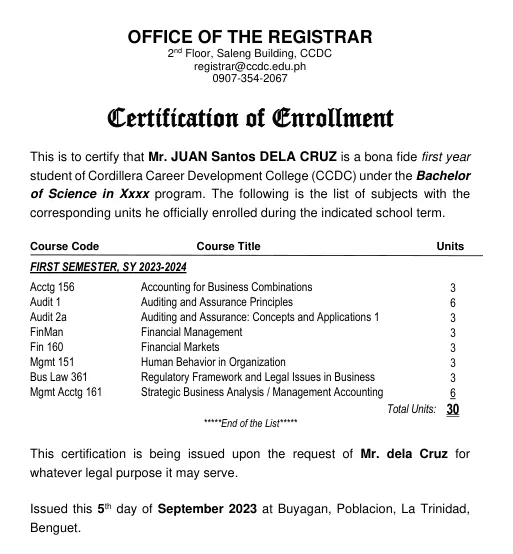 OFFICE OF THE REGISTRAR
2nd Floor, Saleng Building, CCDC
registrar@ccdc.edu.ph
0907-354-2067
Certification of Enrollment
This is to certify that Mr. JUAN Santos DELA CRUZ is a bona fide first year
student of Cordillera Career Development College (CCDC) under the Bachelor
of Science in Xxxx program. The following is the list of subjects with the
corresponding units he officially enrolled during the indicated school term.
Course Code Course Title Units
FIRST SEMESTER, SY 2023-2024
Acctg 156 Accounting for Business Combinations 3
Audit 1 Auditing and Assurance Principles 6
Audit 2a Auditing and Assurance: Concepts and Applications 1 3
FinMan Financial Management 3
Fin 160 Financial Markets 3
Mgmt 151 Human Behavior in Organization 3
Bus Law 361 Regulatory Framework and Legal Issues in Business 3
Mgmt Acctg 161 Strategic Business Analysis / Management Accounting 6
Total Units: 30
*****End of the List*****
This certification is being issued upon the request of Mr. dela Cruz for
whatever legal purpose it may serve.
Issued this 5th day of September 2023 at Buyagan, Poblacion, La Trinidad,
Benguet.